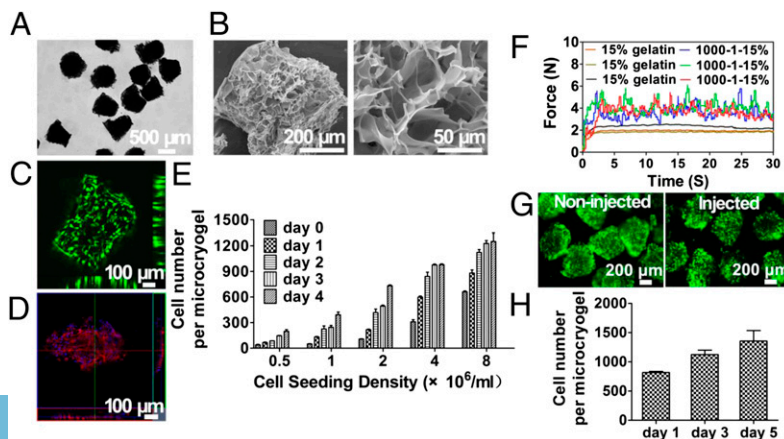 A
500 µm
B
200 µm
50 µm
C
100 µm
D
100 µm
E
Cell number
per microcryogel
1500
1200
900
600
300
0
day 0
day 1
day 2
day 3
day 4
0.5 1 2 4 8
Cell Seeding Density (× 10⁶/ml)
F
Force (N)
10
8
6
4
2
0
15% gelatin 1000-1-15%
15% gelatin 1000-1-15%
15% gelatin 1000-1-15%
0 5 10 15 20 25 30
Time (S)
G
Non-injected
200 µm
Injected
200 µm
H
Cell number
per microcryogel
2000
1500
1000
500
0
day 1 day 3 day 5